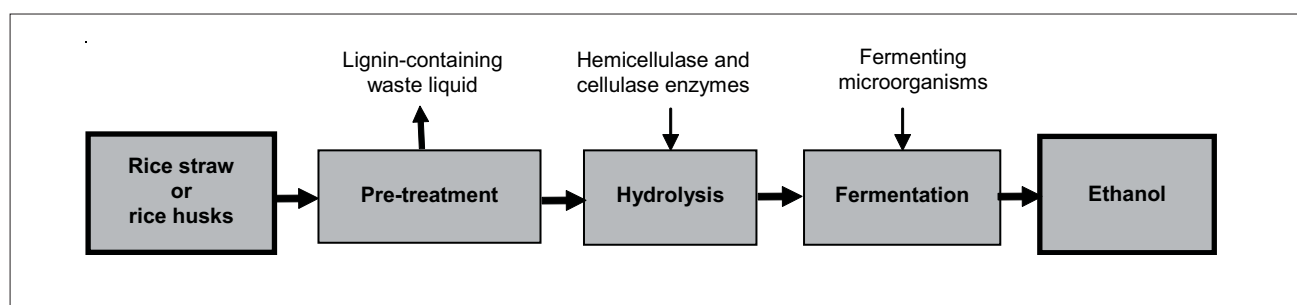 Lignin-containing
waste liquid
Hemicellulase and
cellulase enzymes
Fermenting
microorganisms
Rice straw
or
rice husks
Pre-treatment
Hydrolysis
Fermentation
Ethanol